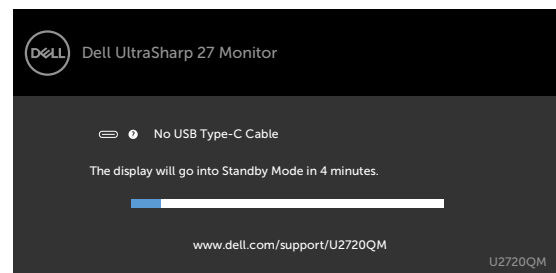 DELL Dell UltraSharp 27 Monitor
? No USB Type-C Cable
The display will go into Standby Mode in 4 minutes.
www.dell.com/support/U2720QM
U2720QM